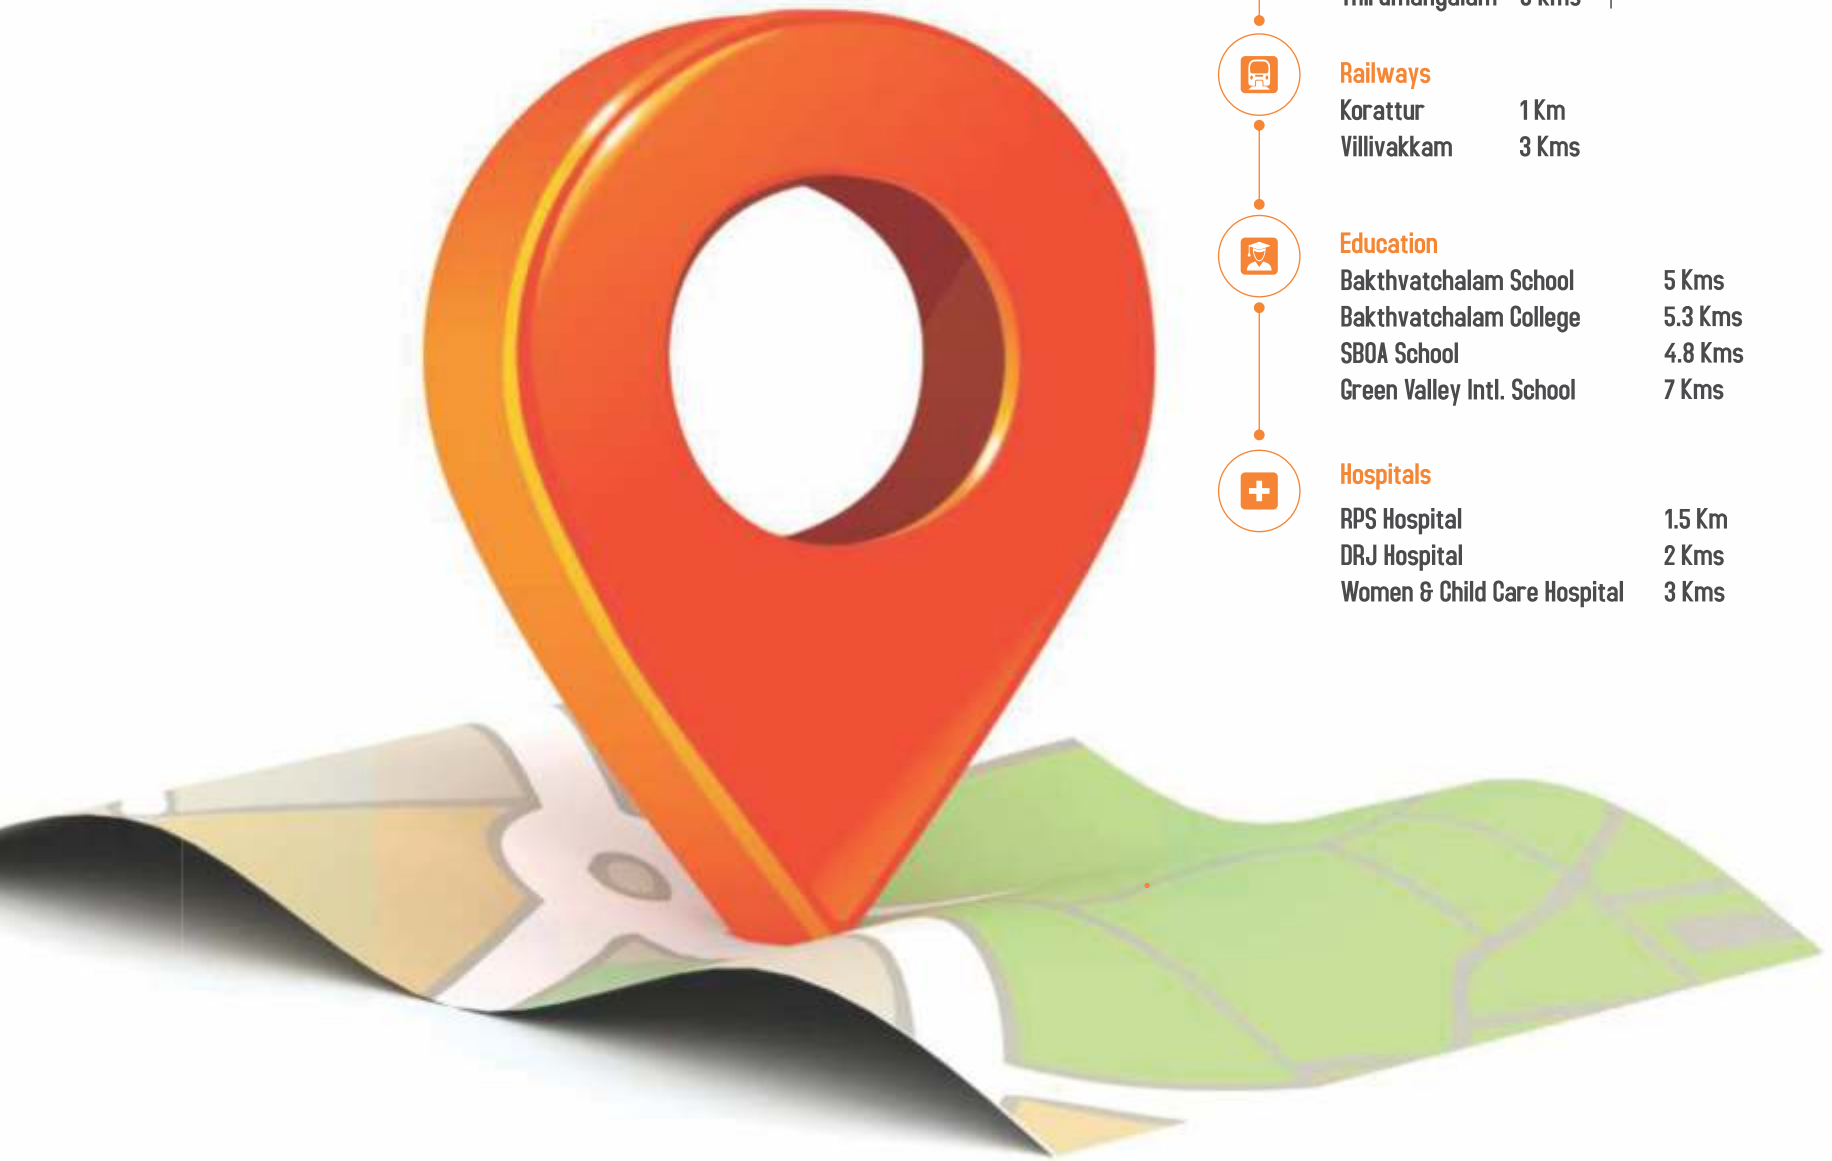 Thirumangalam
Railways
Korattur 1 Km
Villivakkam 3 Kms
Education
Bakthvatchalam School 5 Kms
Bakthvatchalam College 5.3 Kms
SBOA School 4.8 Kms
Green Valley Intl. School 7 Kms
Hospitals
RPS Hospital 1.5 Km
DRJ Hospital 2 Kms
Women & Child Care Hospital 3 Kms